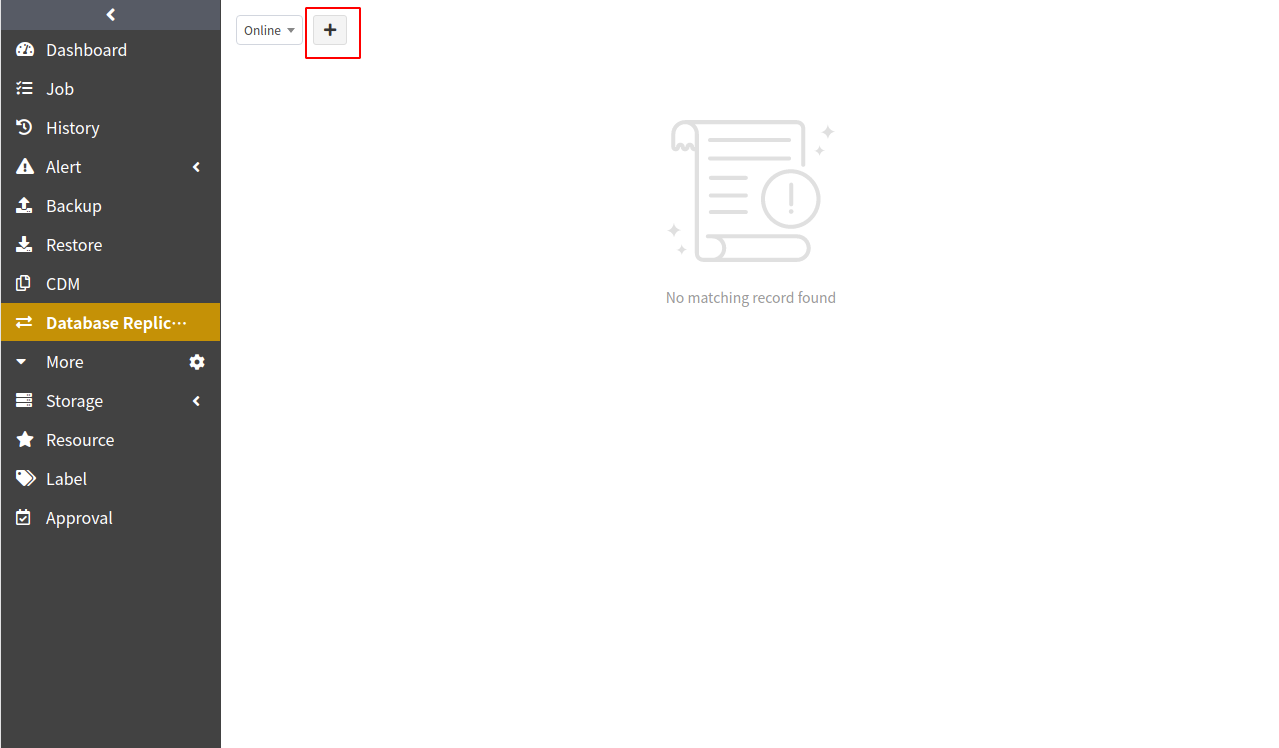 Online
Dashboard
Job
History
Alert
Backup
Restore
CDM
Database Replic···
More
Storage
Resource
Label
Approval
No matching record found